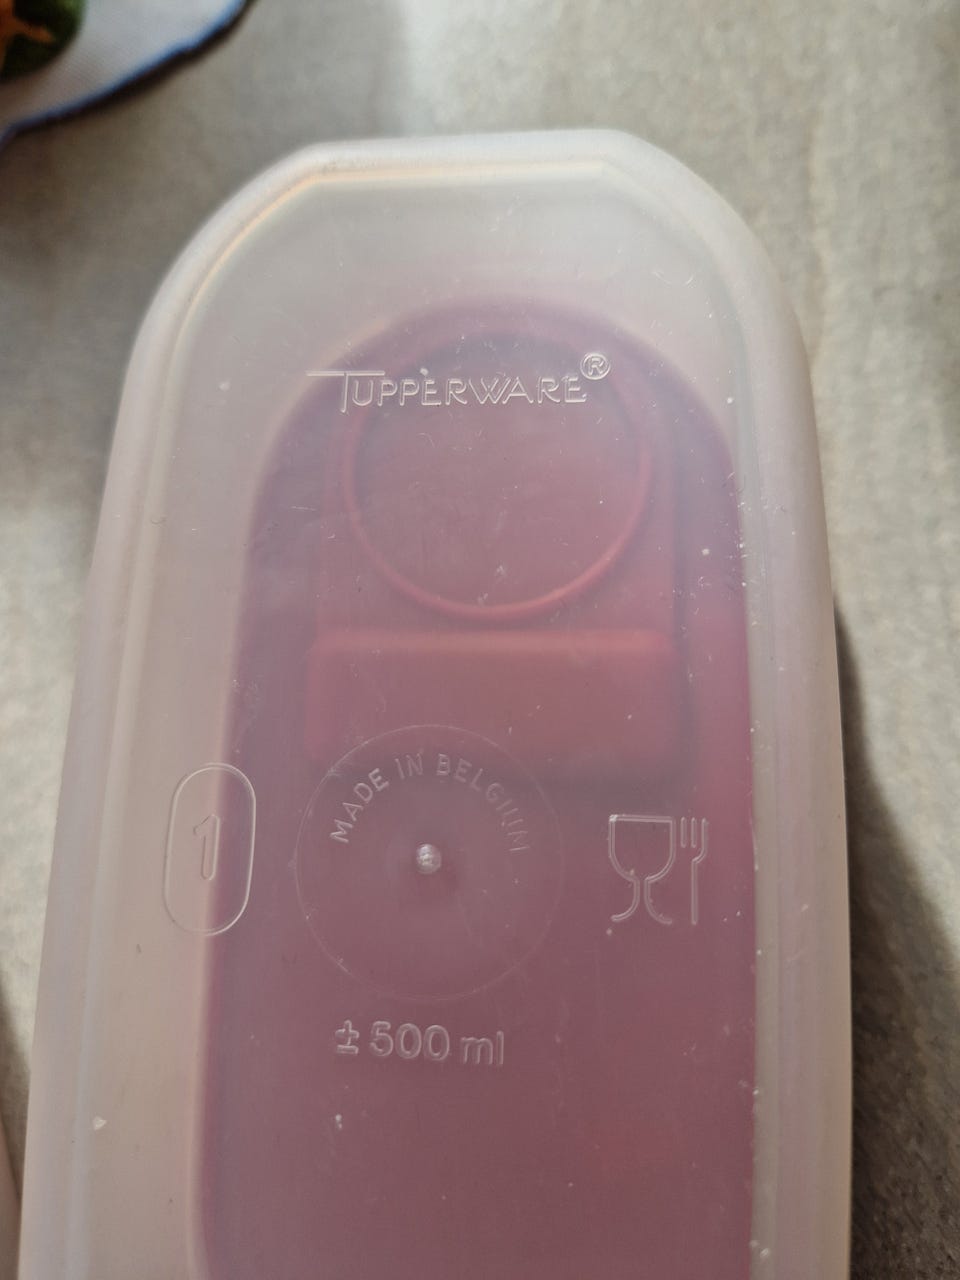 TUPPERWARE®
MADE IN BELGIUM
1
± 500 ml